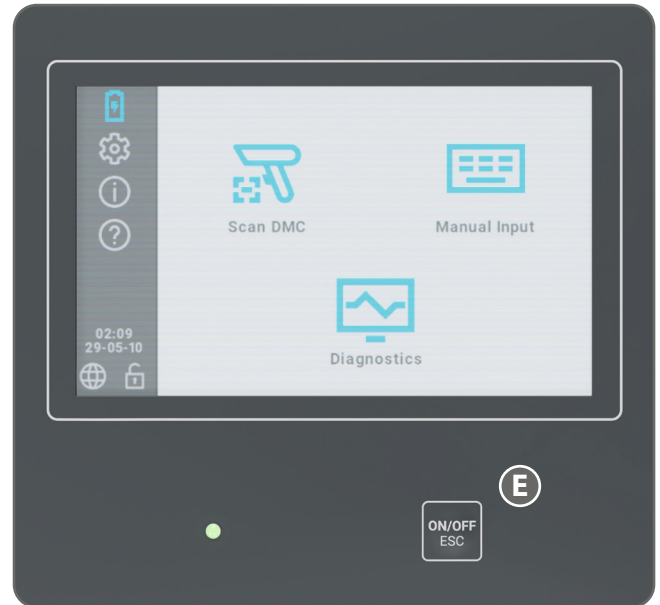 Scan DMC
Manual Input
Diagnostics
02:09
29-05-10
E
ON/OFF
ESC